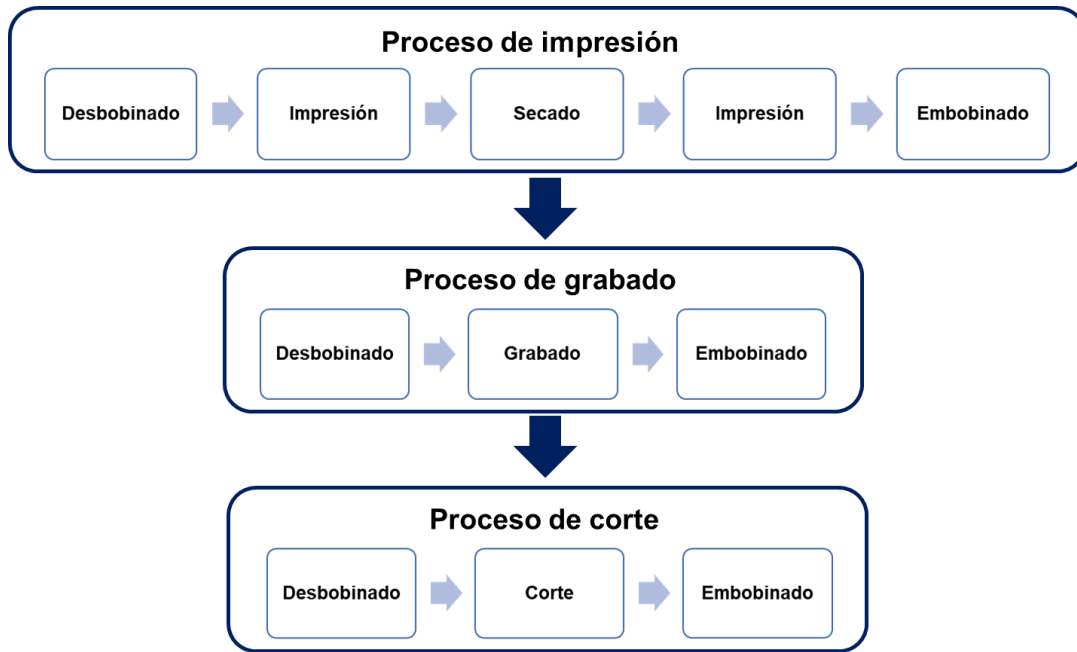 Proceso de impresión
Desbobinado
Impresión
Secado
Impresión
Embobinado
Proceso de grabado
Desbobinado
Grabado
Embobinado
Proceso de corte
Desbobinado
Corte
Embobinado